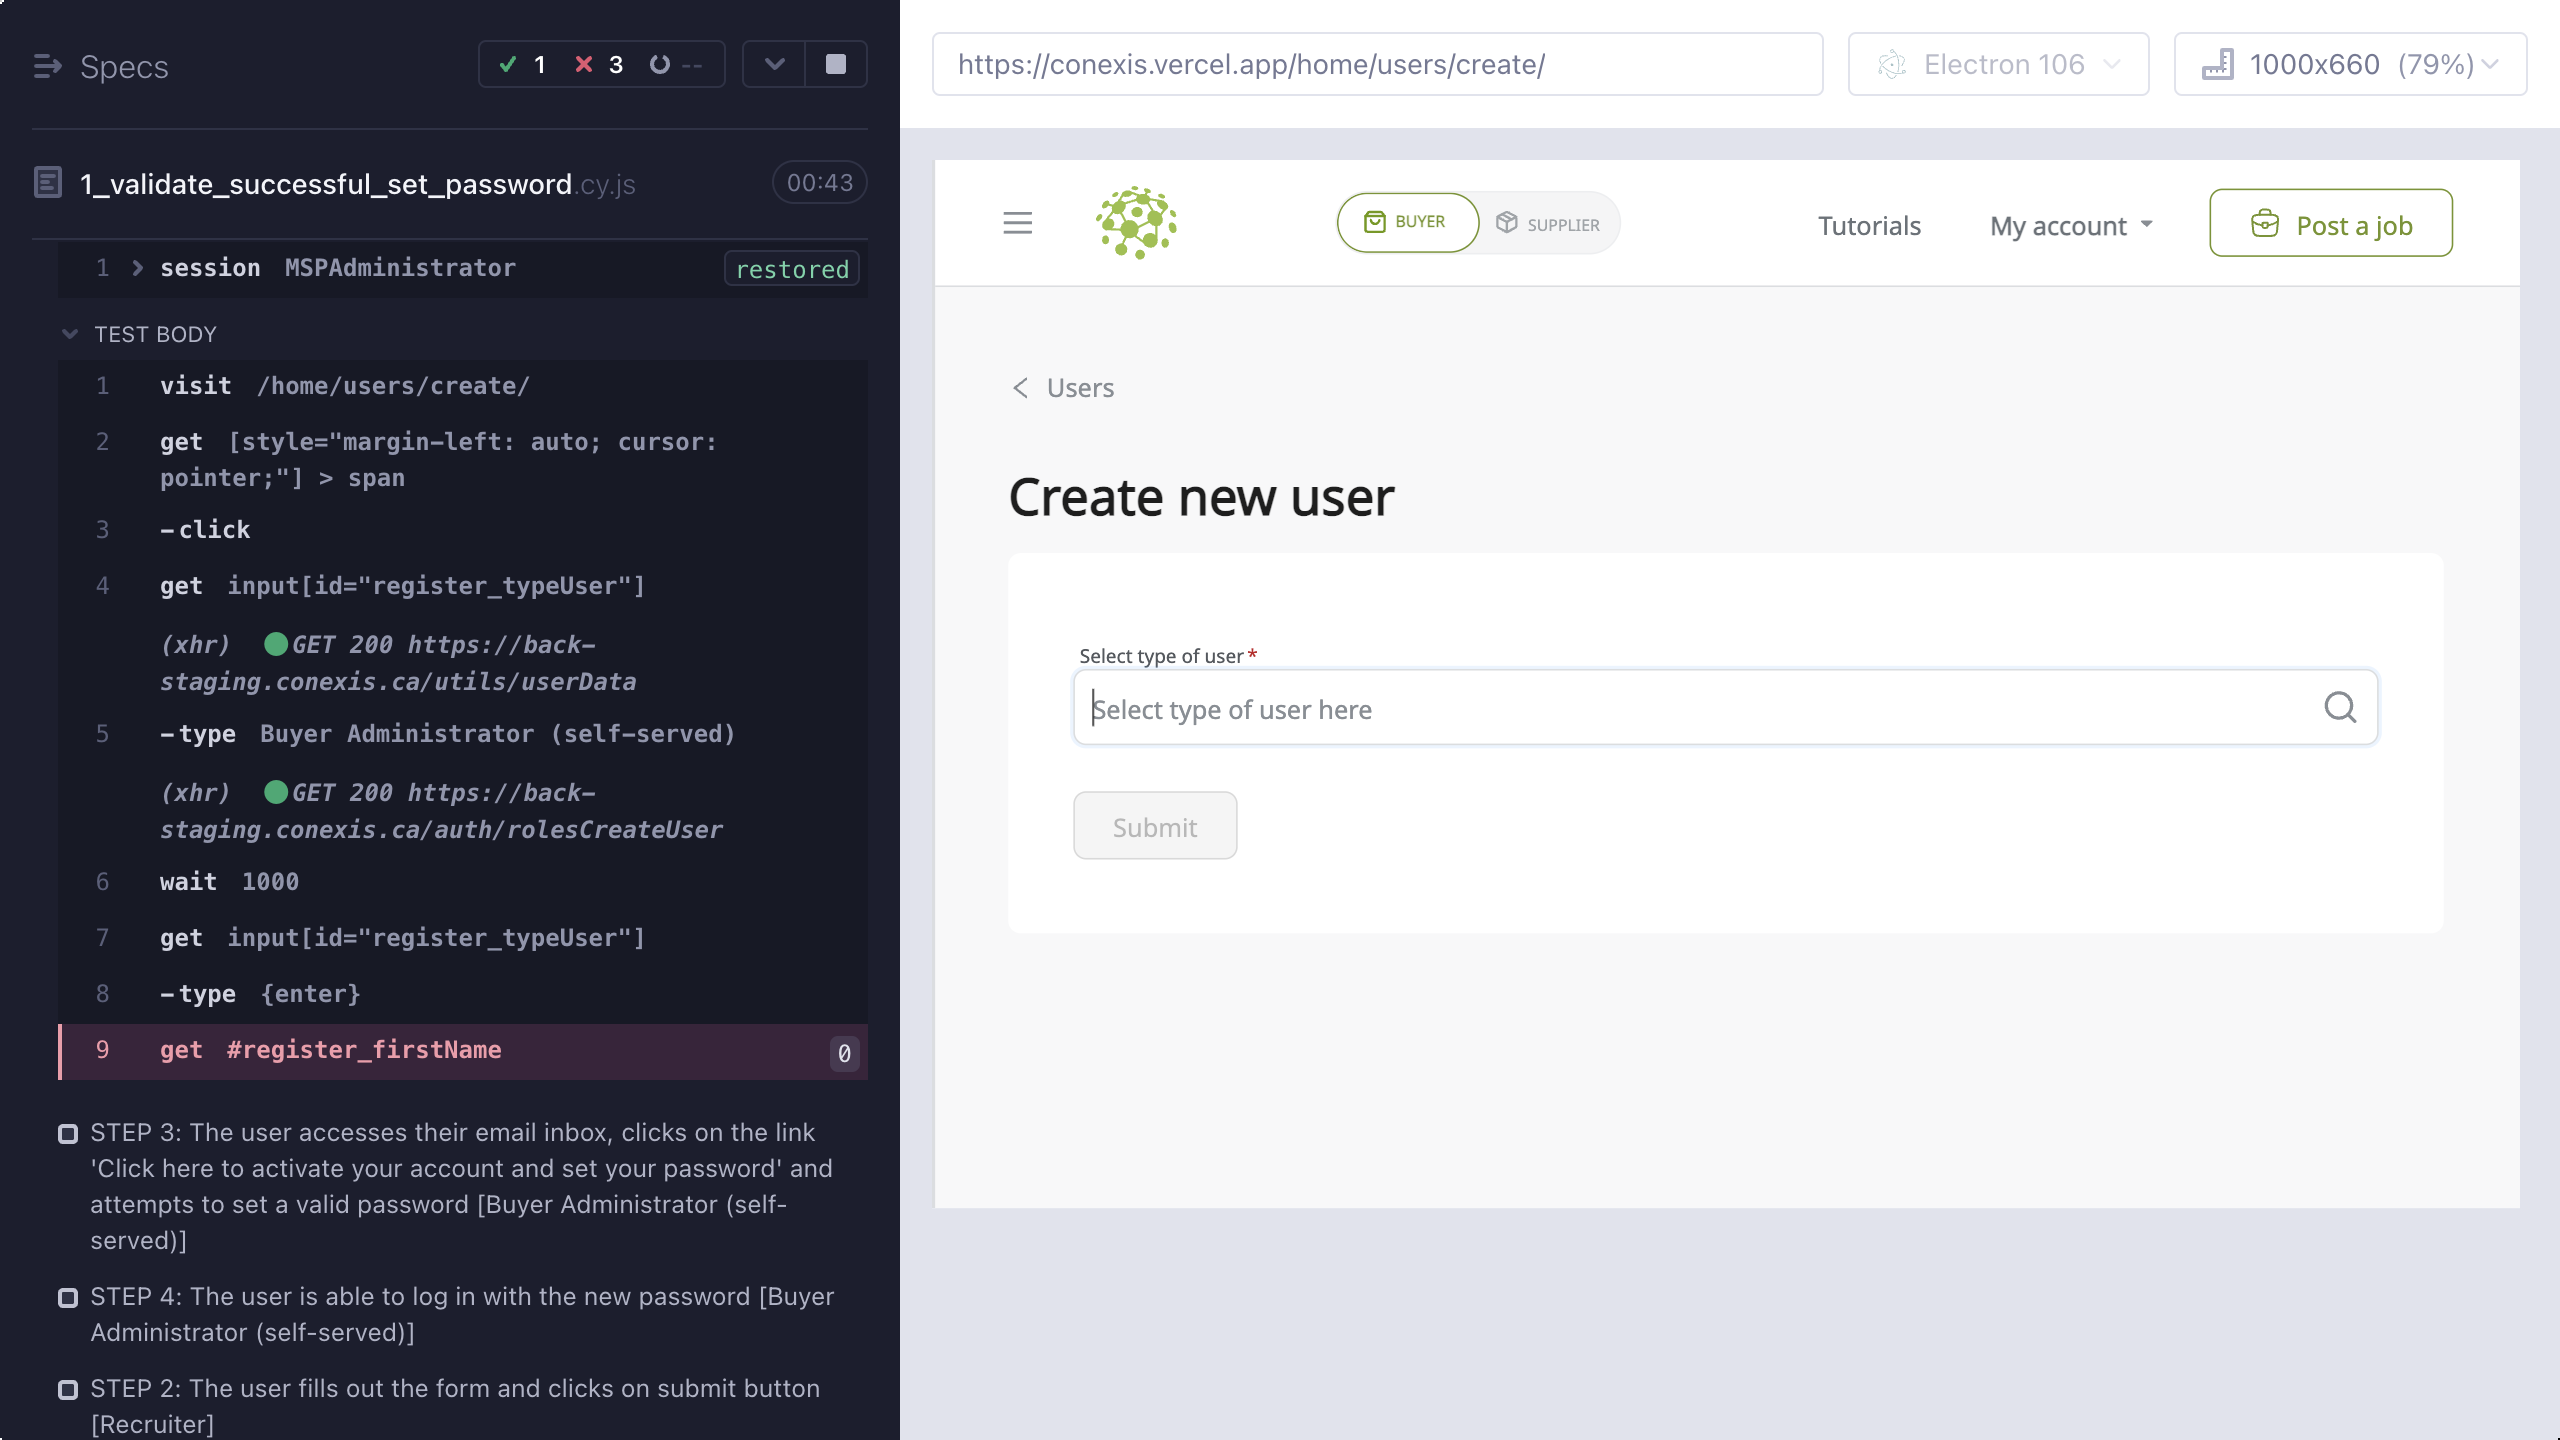 Specs
1
3
--
1_validate_successful_set_password.cy.js
00:43
1 session MSPAdministrator restored
TEST BODY
1 visit /home/users/create/
2 get [style="margin-left: auto; cursor:
pointer;"] > span
3 -click
4 get input[id="register_typeUser"]
(xhr) GET 200 https://back-
staging.conexis.ca/utils/userData
5 -type Buyer Administrator (self-served)
(xhr) GET 200 https://back-
staging.conexis.ca/auth/rolesCreateUser
6 wait 1000
7 get input[id="register_typeUser"]
8 -type {enter}
9 get #register_firstName 0
STEP 3: The user accesses their email inbox, clicks on the link
'Click here to activate your account and set your password' and
attempts to set a valid password [Buyer Administrator (self-
served)]
STEP 4: The user is able to log in with the new password [Buyer
Administrator (self-served)]
STEP 2: The user fills out the form and clicks on submit button
[Recruiter]
https://conexis.vercel.app/home/users/create/
Electron 106
1000x660 (79%)
BUYER
SUPPLIER
Tutorials
My account
Post a job
Users
Create new user
Select type of user*
Select type of user here
Submit